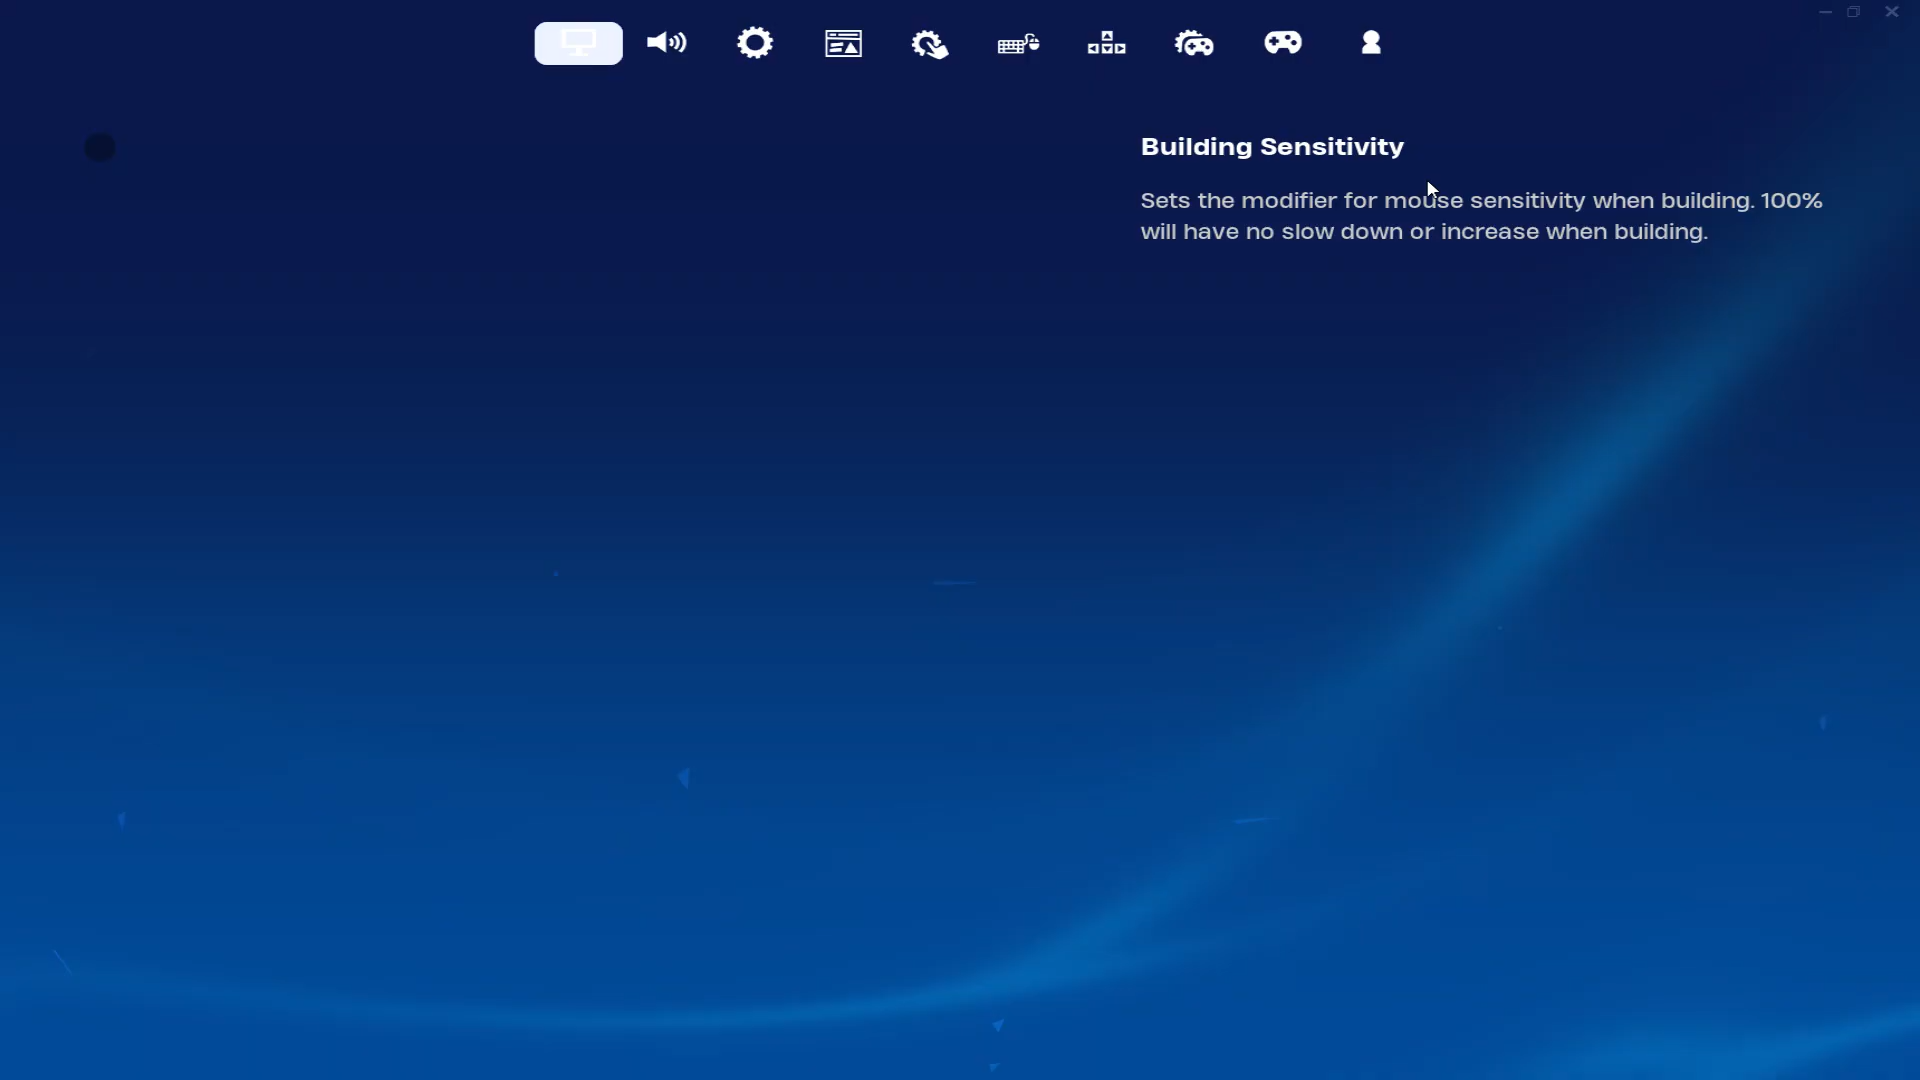 Building Sensitivity
Sets the modifier for mouse sensitivity when building. 100%
will have no slow down or increase when building.